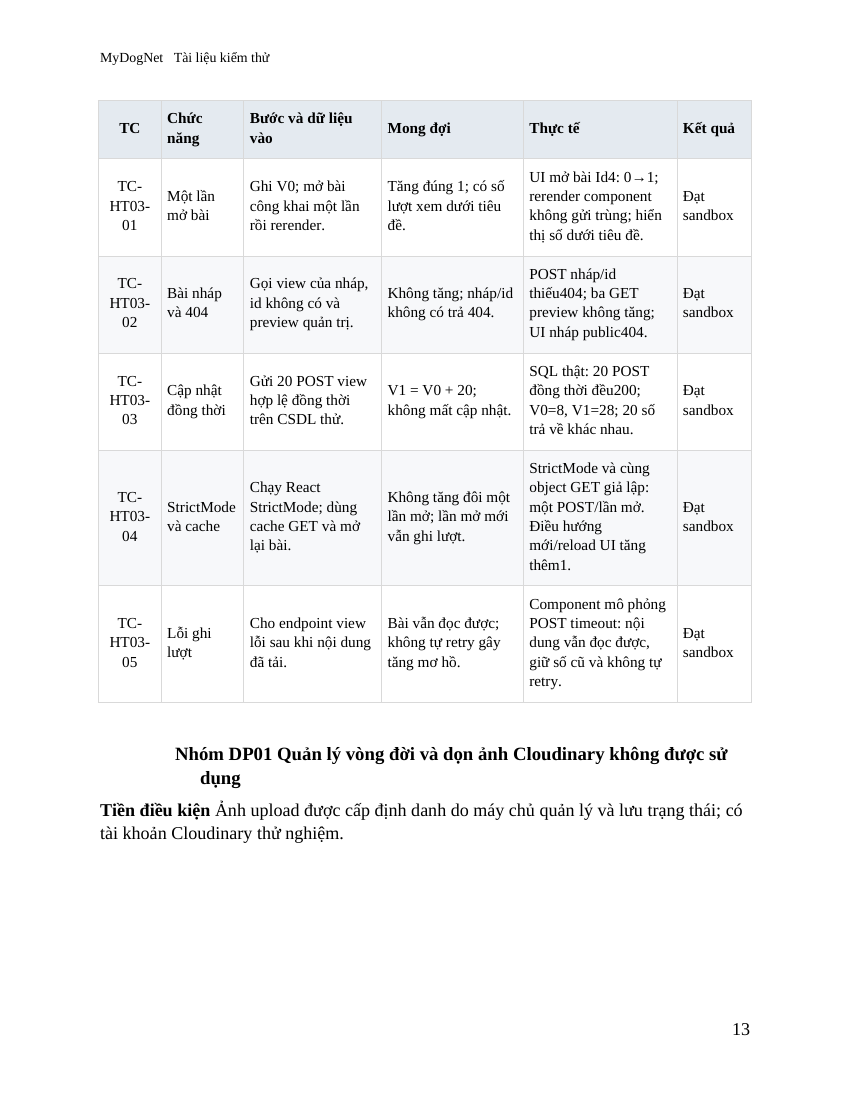 MyDogNet Tài liệu kiểm thử
TC
Chức
năng
Bước và dữ liệu
vào
Mong đợi
Thực tế
Kết quả
TC-
HT03-
01
Một lần
mở bài
Ghi V0; mở bài
công khai một lần
rồi rerender.
Tăng đúng 1; có số
lượt xem dưới tiêu
đề.
UI mở bài Id4: 0→1;
rerender component
không gửi trùng; hiển
thị số dưới tiêu đề.
Đạt
sandbox
TC-
HT03-
02
Bài nháp
và 404
Gọi view của nháp,
id không có và
preview quản trị.
Không tăng; nháp/id
không có trả 404.
POST nháp/id
thiếu404; ba GET
preview không tăng;
UI nháp public404.
Đạt
sandbox
TC-
HT03-
03
Cập nhật
đồng thời
Gửi 20 POST view
hợp lệ đồng thời
trên CSDL thử.
V1 = V0 + 20;
không mất cập nhật.
SQL thật: 20 POST
đồng thời đều200;
V0=8, V1=28; 20 số
trả về khác nhau.
Đạt
sandbox
TC-
HT03-
04
StrictMode
và cache
Chạy React
StrictMode; dùng
cache GET và mở
lại bài.
Không tăng đôi một
lần mở; lần mở mới
vẫn ghi lượt.
StrictMode và cùng
object GET giả lập:
một POST/lần mở.
Điều hướng
mới/reload UI tăng
thêm1.
Đạt
sandbox
TC-
HT03-
05
Lỗi ghi
lượt
Cho endpoint view
lỗi sau khi nội dung
đã tải.
Bài vẫn đọc được;
không tự retry gây
tăng mơ hồ.
Component mô phỏng
POST timeout: nội
dung vẫn đọc được,
giữ số cũ và không tự
retry.
Đạt
sandbox
Nhóm DP01 Quản lý vòng đời và dọn ảnh Cloudinary không được sử
dụng
Tiền điều kiện Ảnh upload được cấp định danh do máy chủ quản lý và lưu trạng thái; có
tài khoản Cloudinary thử nghiệm.
13